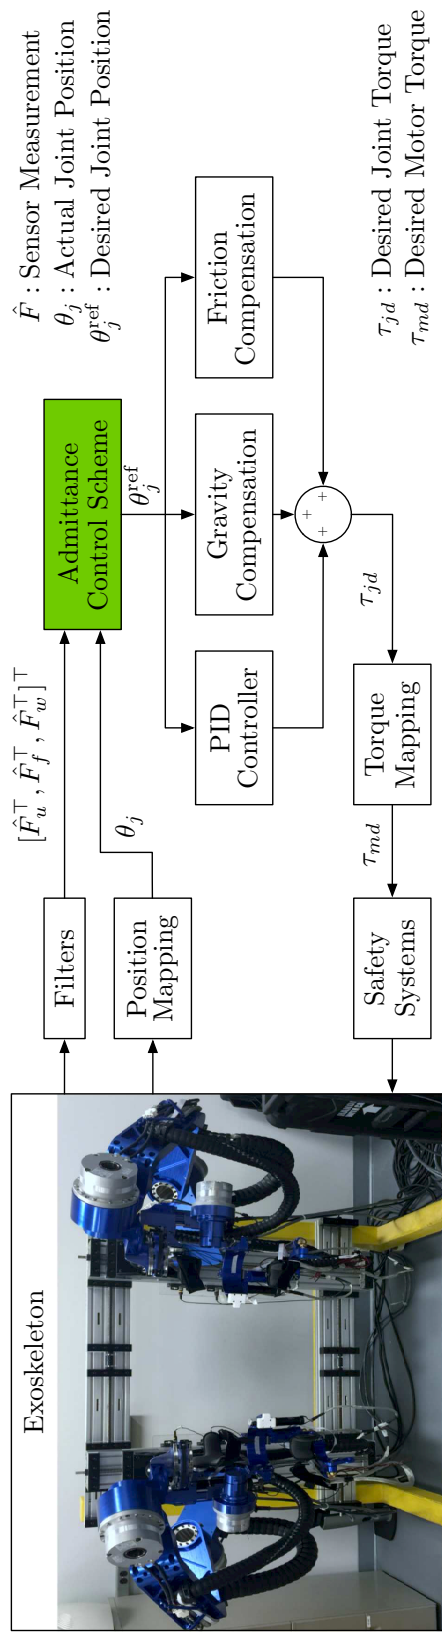 Exoskeleton
Filters
Position
Mapping
[F̂_u^⊤, F̂_f^⊤, F̂_w^⊤]^⊤
θ_j
Admittance
Control Scheme
θ_j^ref
PID
Controller
Gravity
Compensation
Friction
Compensation
+ + +
τ_jd
Torque
Mapping
τ_md
Safety
Systems
F̂ : Sensor Measurement
θ_j : Actual Joint Position
θ_j^ref : Desired Joint Position
τ_jd : Desired Joint Torque
τ_md : Desired Motor Torque